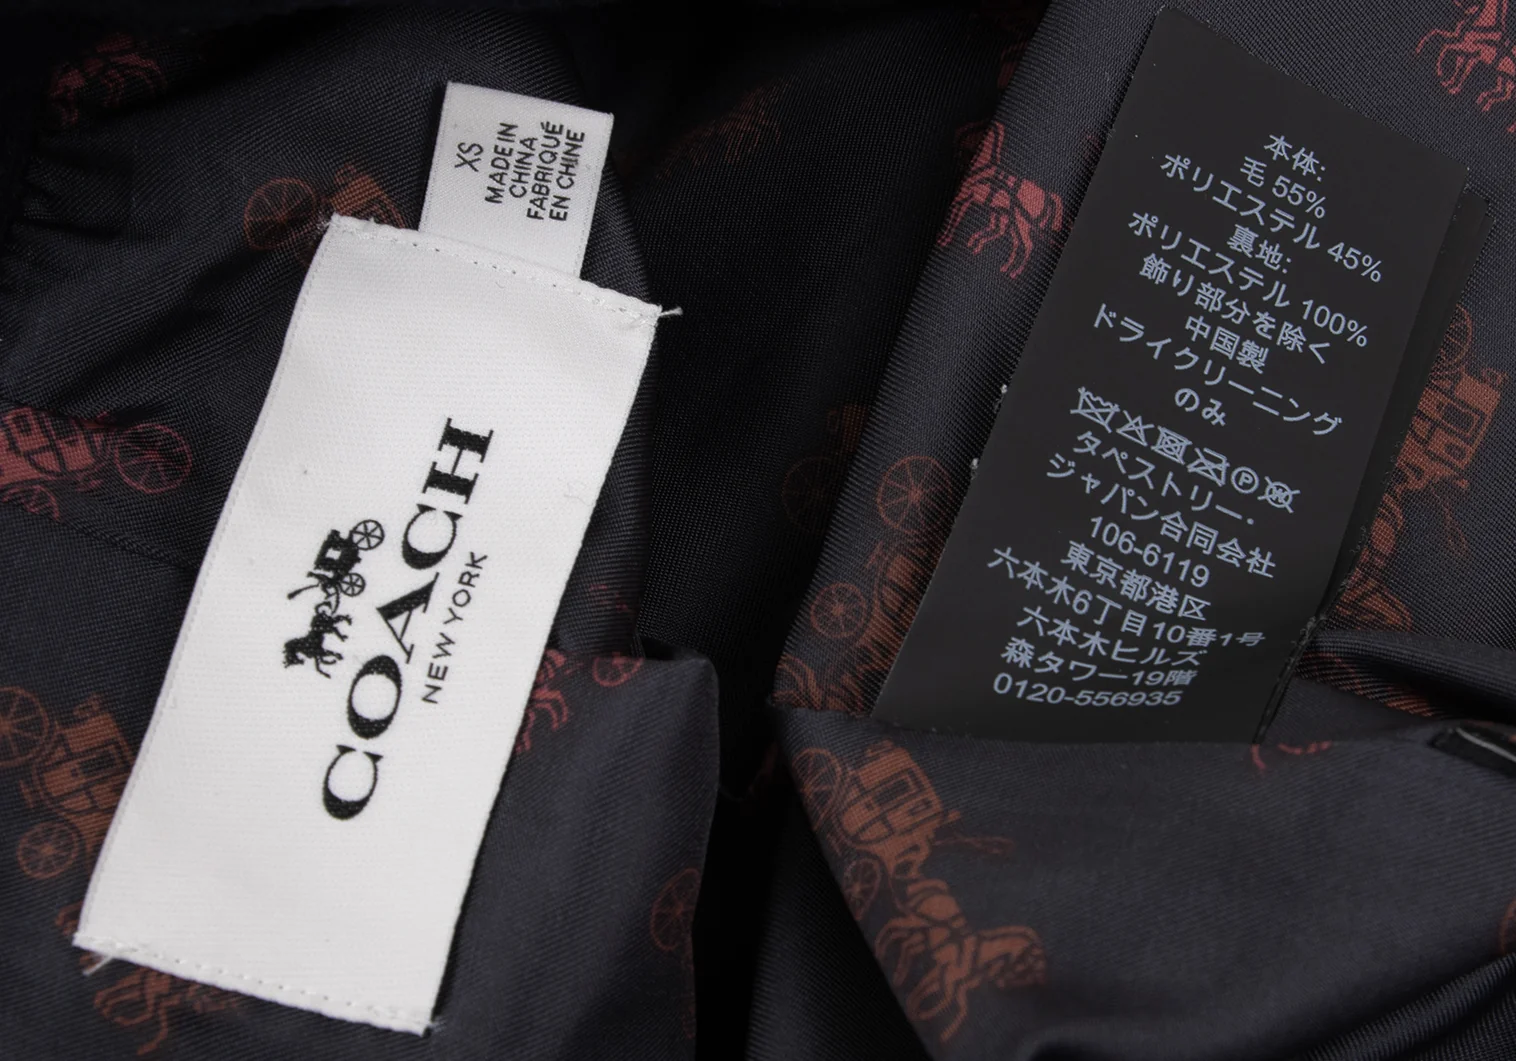 XS
MADE IN
CHINA
FABRIQUÉ
EN CHINE
COACH
NEW YORK
本体:
毛 55%
ポリエステル 45%
裏地:
ポリエステル 100%
飾り部分を除く
中国製
ドライクリーニング
のみ
P W
タペストリー・
ジャパン合同会社
106-6119
東京都港区
六本木6丁目10番1号
六本木ヒルズ
森タワー19階
0120-556935